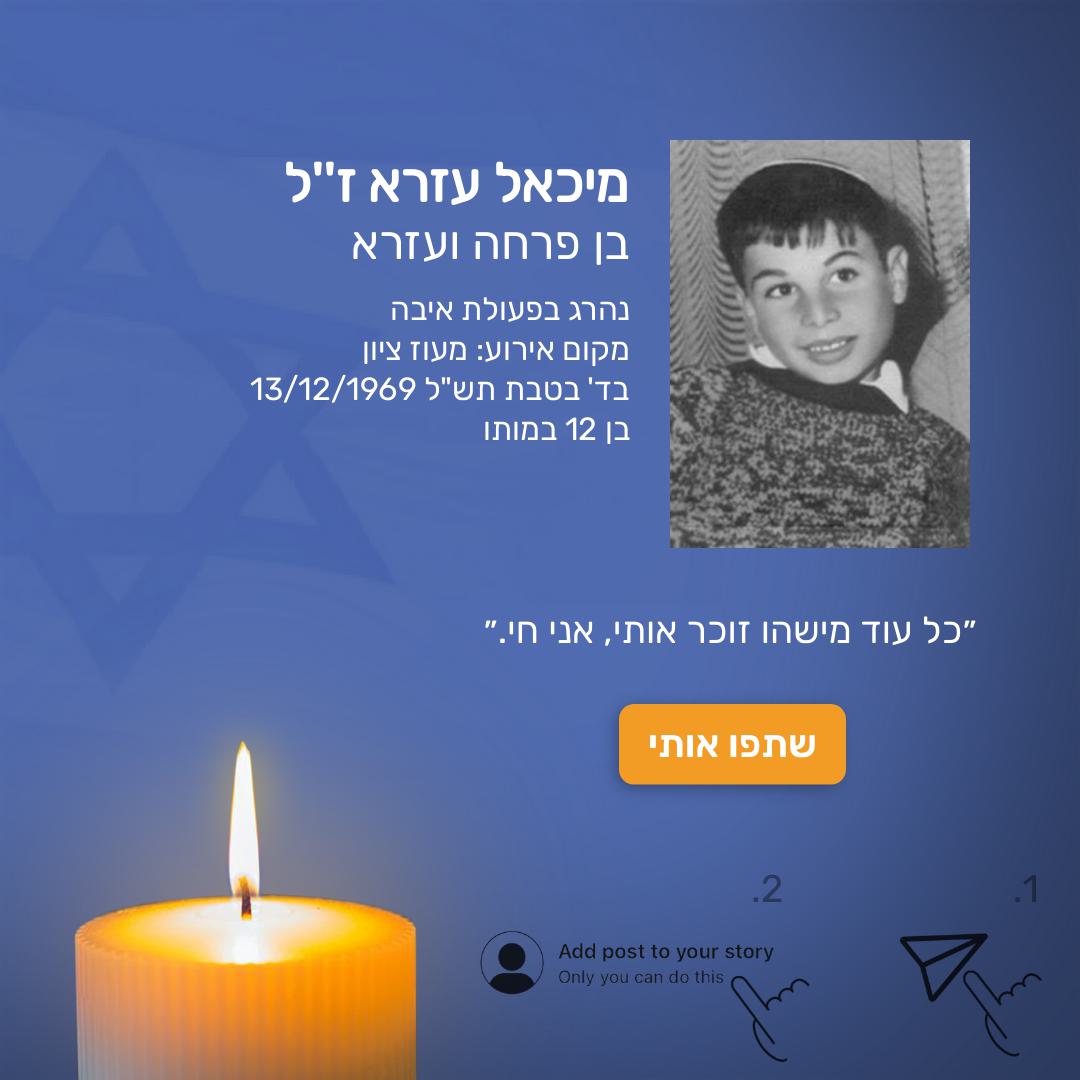 מיכאל עזרא ז"ל
בן פרחה ועזרא
נהרג בפעולת איבה
מקום אירוע: מעוז ציון
בד' בטבת תש"ל 13/12/1969
בן 12 במותו
״כל עוד מישהו זוכר אותי, אני חי.״
שתפו אותי
1.
2.
Add post to your story
Only you can do this